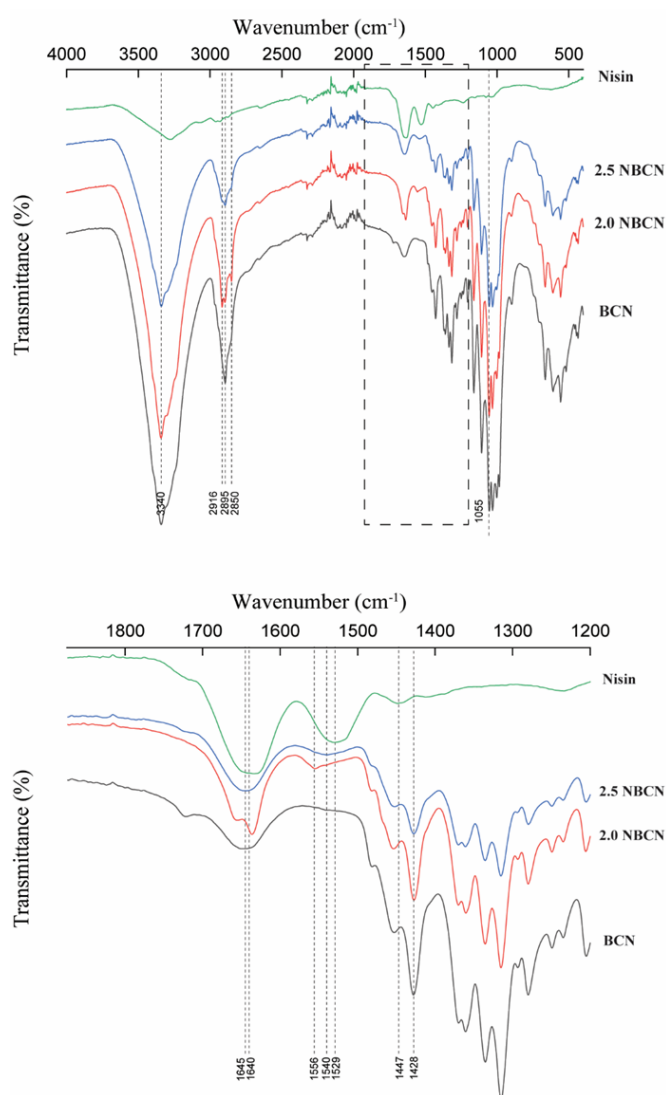 Wavenumber (cm-1)
4000 3500 3000 2500 2000 1500 1000 500
Nisin
2.5 NBCN
2.0 NBCN
BCN
Transmittance (%)
3340
2916
2895
2850
1055
Wavenumber (cm-1)
1800 1700 1600 1500 1400 1300 1200
Nisin
2.5 NBCN
2.0 NBCN
BCN
Transmittance (%)
1645
1640
1556
1540
1529
1447
1428